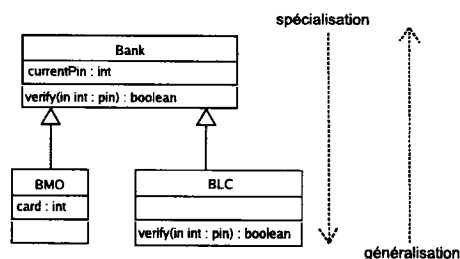 spécialisation
Bank
currentPin : int
verify(in int : pin) : boolean
BMO
card : int
BLC
verify(in int : pin) : boolean
généralisation